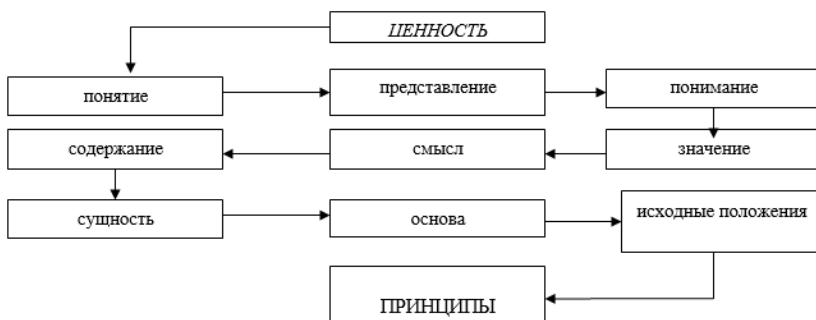 ЦЕННОСТЬ
понятие
представление
понимание
содержание
смысл
значение
сущность
основа
исходные положения
ПРИНЦИПЫ